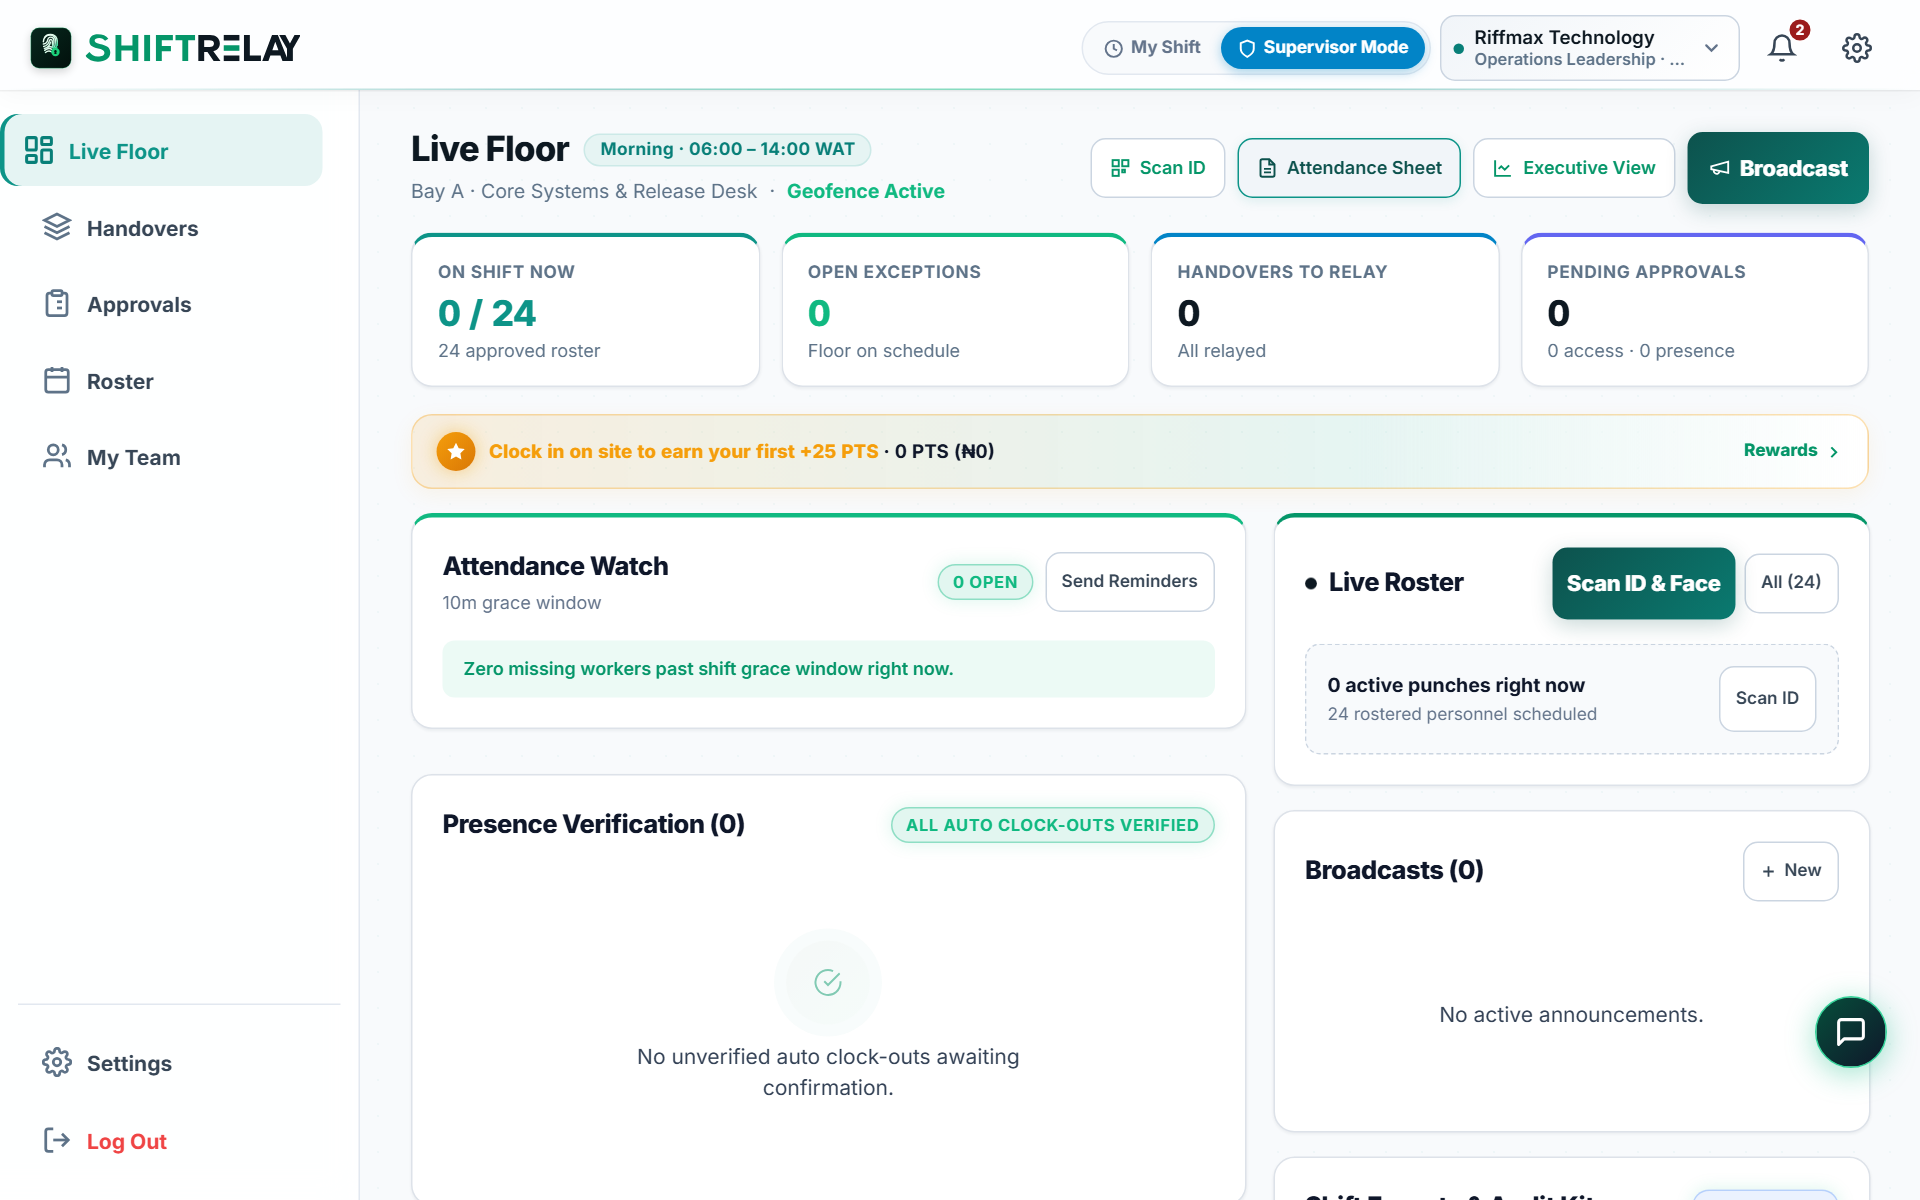 SHIFTRELAY
My Shift
Supervisor Mode
Riffmax Technology
Operations Leadership · ...
2
Live Floor
Handovers
Approvals
Roster
My Team
Settings
Log Out
Live Floor
Morning · 06:00 – 14:00 WAT
Bay A · Core Systems & Release Desk · Geofence Active
Scan ID
Attendance Sheet
Executive View
Broadcast
ON SHIFT NOW
0 / 24
24 approved roster
OPEN EXCEPTIONS
0
Floor on schedule
HANDOVERS TO RELAY
0
All relayed
PENDING APPROVALS
0
0 access · 0 presence
Clock in on site to earn your first +25 PTS · 0 PTS (₦0)
Rewards
Attendance Watch
10m grace window
0 OPEN
Send Reminders
Zero missing workers past shift grace window right now.
Live Roster
Scan ID & Face
All (24)
0 active punches right now
24 rostered personnel scheduled
Scan ID
Presence Verification (0)
ALL AUTO CLOCK-OUTS VERIFIED
No unverified auto clock-outs awaiting
confirmation.
Broadcasts (0)
+ New
No active announcements.